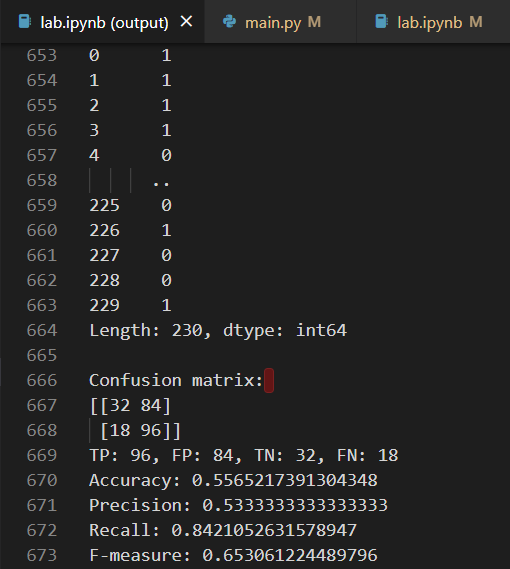 lab.ipynb (output) main.py M lab.ipynb M
653 0 1
654 1 1
655 2 1
656 3 1
657 4 0
658 ..
659 225 0
660 226 1
661 227 0
662 228 0
663 229 1
664 Length: 230, dtype: int64
665
666 Confusion matrix:
667 [[32 84]
668 [18 96]]
669 TP: 96, FP: 84, TN: 32, FN: 18
670 Accuracy: 0.5565217391304348
671 Precision: 0.5333333333333333
672 Recall: 0.8421052631578947
673 F-measure: 0.653061224489796